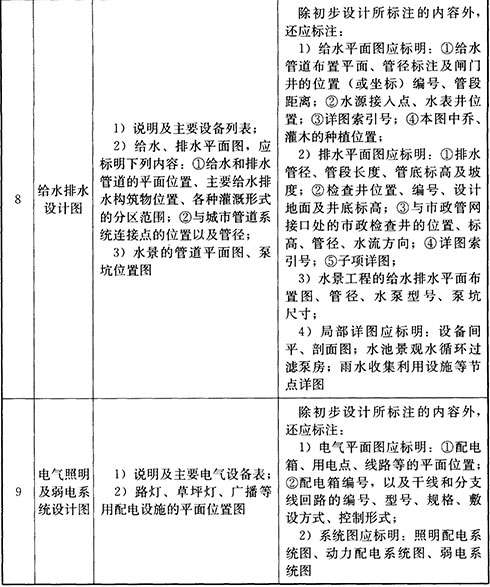 8
给水排水
设计图
1）说明及主要设备列表；
2）给水、排水平面图，应
标明下列内容：①给水和排水
管道的平面位置、主要给水排
水构筑物位置、各种灌溉形式
的分区范围；②与城市管道系
统连接点的位置以及管径；
3）水景的管道平面图、泵
坑位置图
除初步设计所标注的内容外，
还应标注：
1）给水平面图应标明：①给水
管道布置平面、管径标注及闸门
井的位置（或坐标）编号、管段
距离；②水源接入点、水表井位
置；③详图索引号；④本图中乔、
灌木的种植位置；
2）排水平面图应标明：①排水
管径、管段长度、管底标高及坡
度；②检查井位置、编号、设计
地面及井底标高；③与市政管网
接口处的市政检查井的位置、标
高、管径、水流方向；④详图索
引号；⑤子项详图；
3）水景工程的给水排水平面布
置图、管径、水泵型号、泵坑
尺寸；
4）局部详图应标明：设备间
平、剖面图；水池景观水循环过
滤泵房；雨水收集利用设施等节
点详图
9
电气照明
及弱电系
统设计图
1）说明及主要电气设备表；
2）路灯、草坪灯、广播等
用配电设施的平面位置图
除初步设计所标注的内容外，
还应标注：
1）电气平面图应标明：①配电
箱、用电点、线路等的平面位置；
②配电箱编号，以及干线和分支
线回路的编号、型号、规格、敷
设方式、控制形式；
2）系统图应标明：照明配电系
统图、动力配电系统图、弱电系
统图